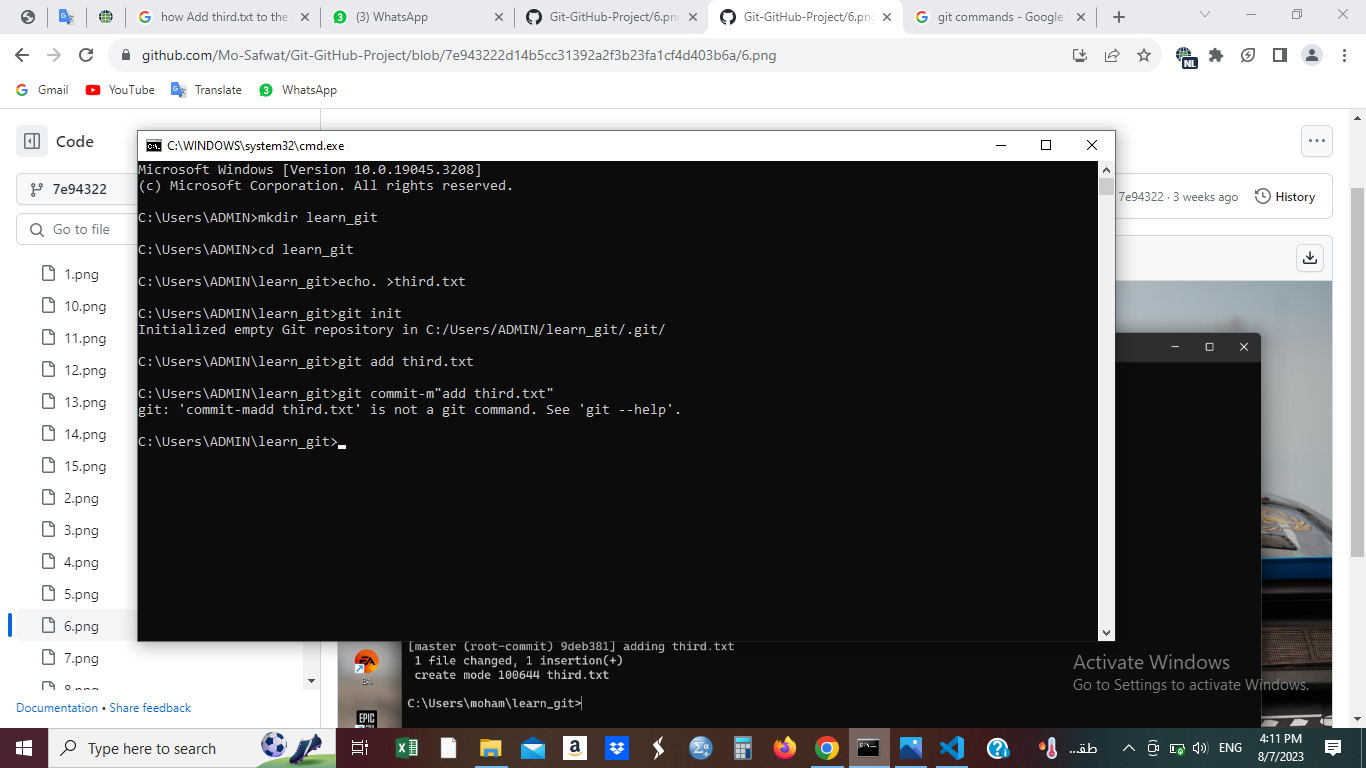 how Add third.txt to the
(3) WhatsApp
Git-GitHub-Project/6.pn
Git-GitHub-Project/6.pn
git commands - Google
github.com/Mo-Safwat/Git-GitHub-Project/blob/7e943222d14b5cc31392a2f3b23fa1cf4d403b6a/6.png
NL
Gmail
YouTube
Translate
3
WhatsApp
Code
7e94322
Go to file
1.png
10.png
11.png
12.png
13.png
14.png
15.png
2.png
3.png
4.png
5.png
6.png
7.png
8.png
Documentation • Share feedback
7e94322 · 3 weeks ago
History
C:\WINDOWS\system32\cmd.exe
Microsoft Windows [Version 10.0.19045.3208]
(c) Microsoft Corporation. All rights reserved.
C:\Users\ADMIN>mkdir learn_git
C:\Users\ADMIN>cd learn_git
C:\Users\ADMIN\learn_git>echo. >third.txt
C:\Users\ADMIN\learn_git>git init
Initialized empty Git repository in C:/Users/ADMIN/learn_git/.git/
C:\Users\ADMIN\learn_git>git add third.txt
C:\Users\ADMIN\learn_git>git commit-m"add third.txt"
git: 'commit-madd third.txt' is not a git command. See 'git --help'.
C:\Users\ADMIN\learn_git>
[master (root-commit) 9deb381] adding third.txt
1 file changed, 1 insertion(+)
create mode 100644 third.txt
C:\Users\moham\learn_git>
EA
EA
EPIC
Activate Windows
Go to Settings to activate Windows.
Type here to search
طقـ...
ENG
4:11 PM
8/7/2023